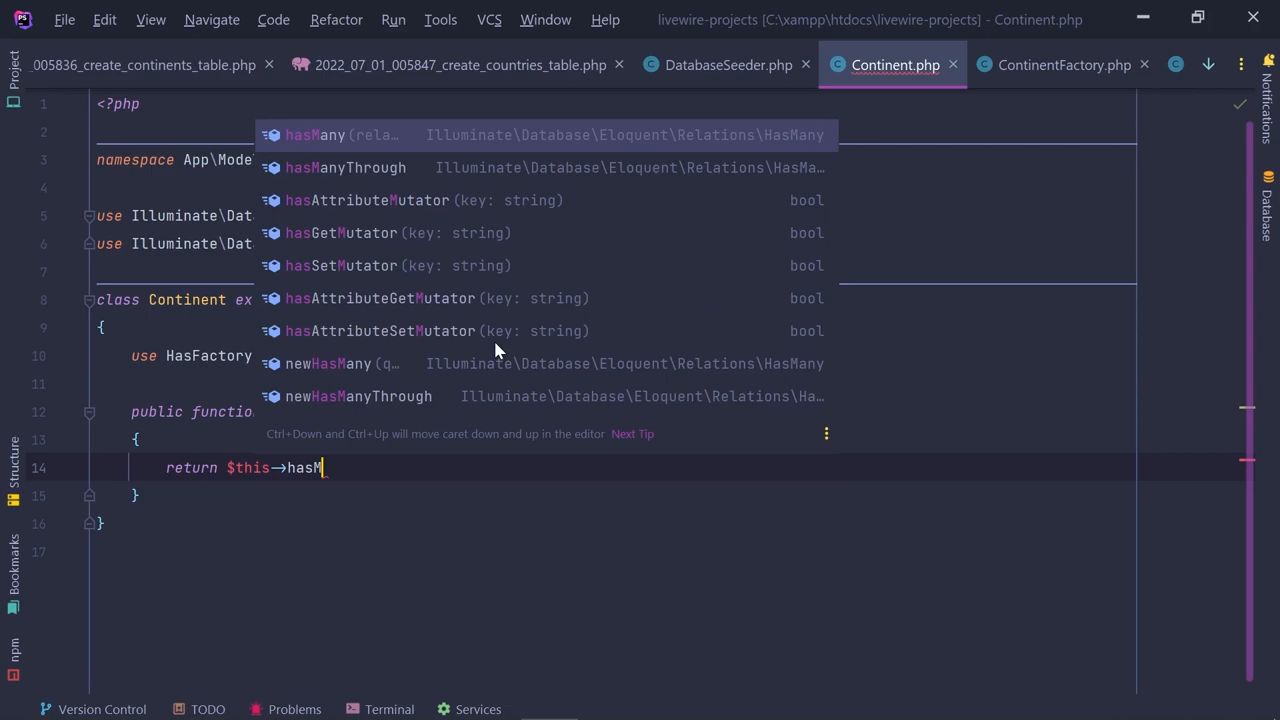 PS File Edit View Navigate Code Refactor Run Tools VCS Window Help livewire-projects [C:\xampp\htdocs\livewire-projects] - Continent.php
_005836_create_continents_table.php 2022_07_01_005847_create_countries_table.php DatabaseSeeder.php Continent.php ContinentFactory.php
Project
Structure
Bookmarks
npm
Notifications
Database
1 <?php
2
3 namespace App\Model
4
5 use Illuminate\Dat
6 use Illuminate\Dat
7
8 class Continent ex
9 {
10 use HasFactory
11
12 public functio
13 {
14 return $this->hasM
15 }
16 }
17
hasMany(rela… Illuminate\Database\Eloquent\Relations\HasMany
hasManyThrough Illuminate\Database\Eloquent\Relations\HasMa…
hasAttributeMutator(key: string) bool
hasGetMutator(key: string) bool
hasSetMutator(key: string) bool
hasAttributeGetMutator(key: string) bool
hasAttributeSetMutator(key: string) bool
newHasMany(q… Illuminate\Database\Eloquent\Relations\HasMany
newHasManyThrough Illuminate\Database\Eloquent\Relations\Ha…
Ctrl+Down and Ctrl+Up will move caret down and up in the editor Next Tip
Version Control TODO Problems Terminal Services